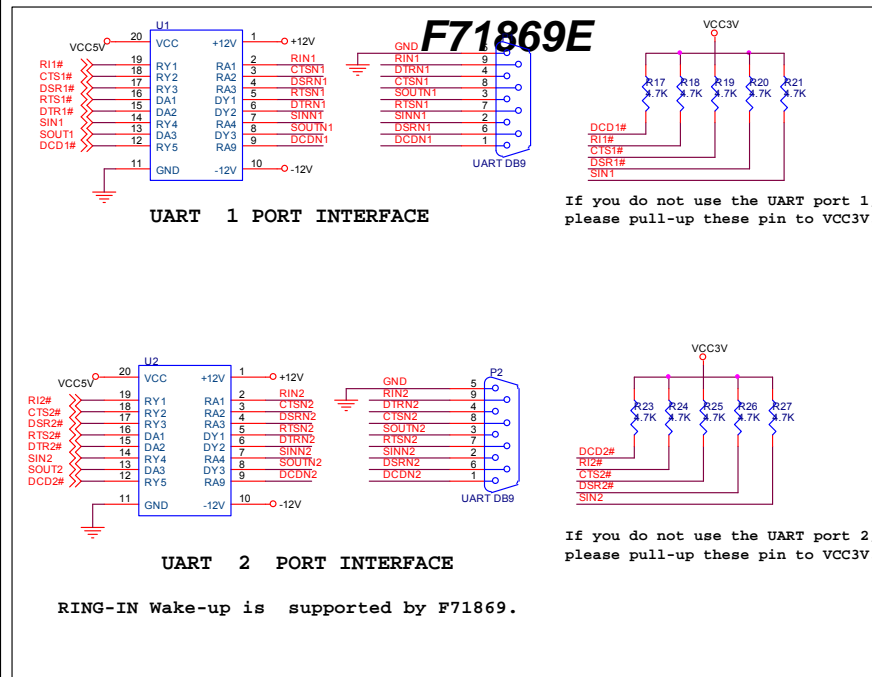 F71869E
U1
VCC5V
20 VCC +12V 1 +12V
RI1# 19 RY1 RA1 2 RIN1
CTS1# 18 RY2 RA2 3 CTSN1
DSR1# 17 RY3 RA3 4 DSRN1
RTS1# 16 DA1 DY1 5 RTSN1
DTR1# 15 DA2 DY2 6 DTRN1
SIN1 14 RY4 RA4 7 SINN1
SOUT1 13 DA3 DY3 8 SOUTN1
DCD1# 12 RY5 RA9 9 DCDN1
11 GND -12V 10 -12V
GND 5
RIN1 9
DTRN1 4
CTSN1 8
SOUTN1 3
RTSN1 7
SINN1 2
DSRN1 6
DCDN1 1
UART DB9
VCC3V
R17 R18 R19 R20 R21
4.7K 4.7K 4.7K 4.7K 4.7K
DCD1#
RI1#
CTS1#
DSR1#
SIN1
UART 1 PORT INTERFACE
If you do not use the UART port 1
please pull-up these pin to VCC3V
U2
VCC5V
20 VCC +12V 1 +12V
RI2# 19 RY1 RA1 2 RIN2
CTS2# 18 RY2 RA2 3 CTSN2
DSR2# 17 RY3 RA3 4 DSRN2
RTS2# 16 DA1 DY1 5 RTSN2
DTR2# 15 DA2 DY2 6 DTRN2
SIN2 14 RY4 RA4 7 SINN2
SOUT2 13 DA3 DY3 8 SOUTN2
DCD2# 12 RY5 RA9 9 DCDN2
11 GND -12V 10 -12V
P2
GND 5
RIN2 9
DTRN2 4
CTSN2 8
SOUTN2 3
RTSN2 7
SINN2 2
DSRN2 6
DCDN2 1
UART DB9
VCC3V
R23 R24 R25 R26 R27
4.7K 4.7K 4.7K 4.7K 4.7K
DCD2#
RI2#
CTS2#
DSR2#
SIN2
UART 2 PORT INTERFACE
If you do not use the UART port 2
please pull-up these pin to VCC3V
RING-IN Wake-up is supported by F71869.